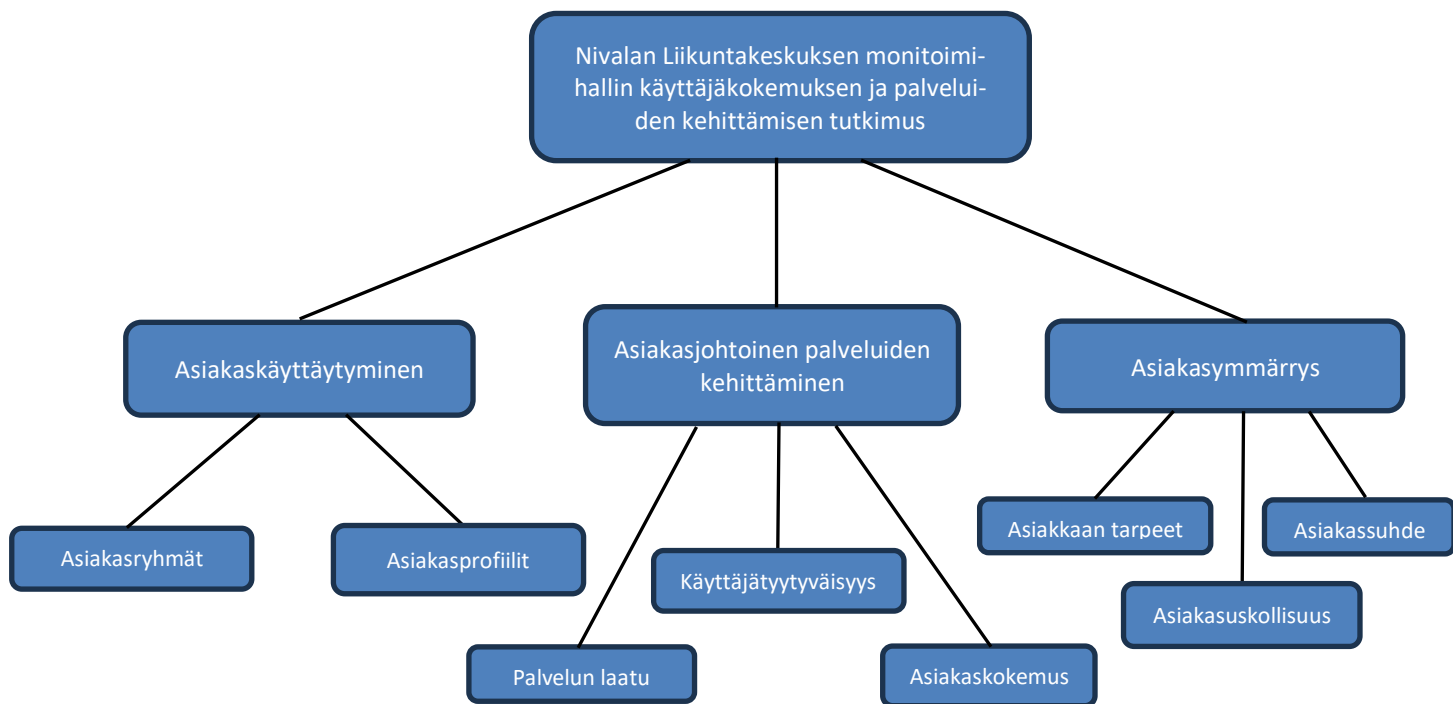 Nivalan Liikuntakeskuksen monitoimi-
hallin käyttäjäkokemuksen ja palvelui-
den kehittämisen tutkimus
Asiakaskäyttäytyminen
Asiakasjohtoinen palveluiden
kehittäminen
Asiakasymmärrys
Asiakasryhmät
Asiakasprofiilit
Palvelun laatu
Käyttäjätyytyväisyys
Asiakaskokemus
Asiakkaan tarpeet
Asiakasuskollisuus
Asiakassuhde